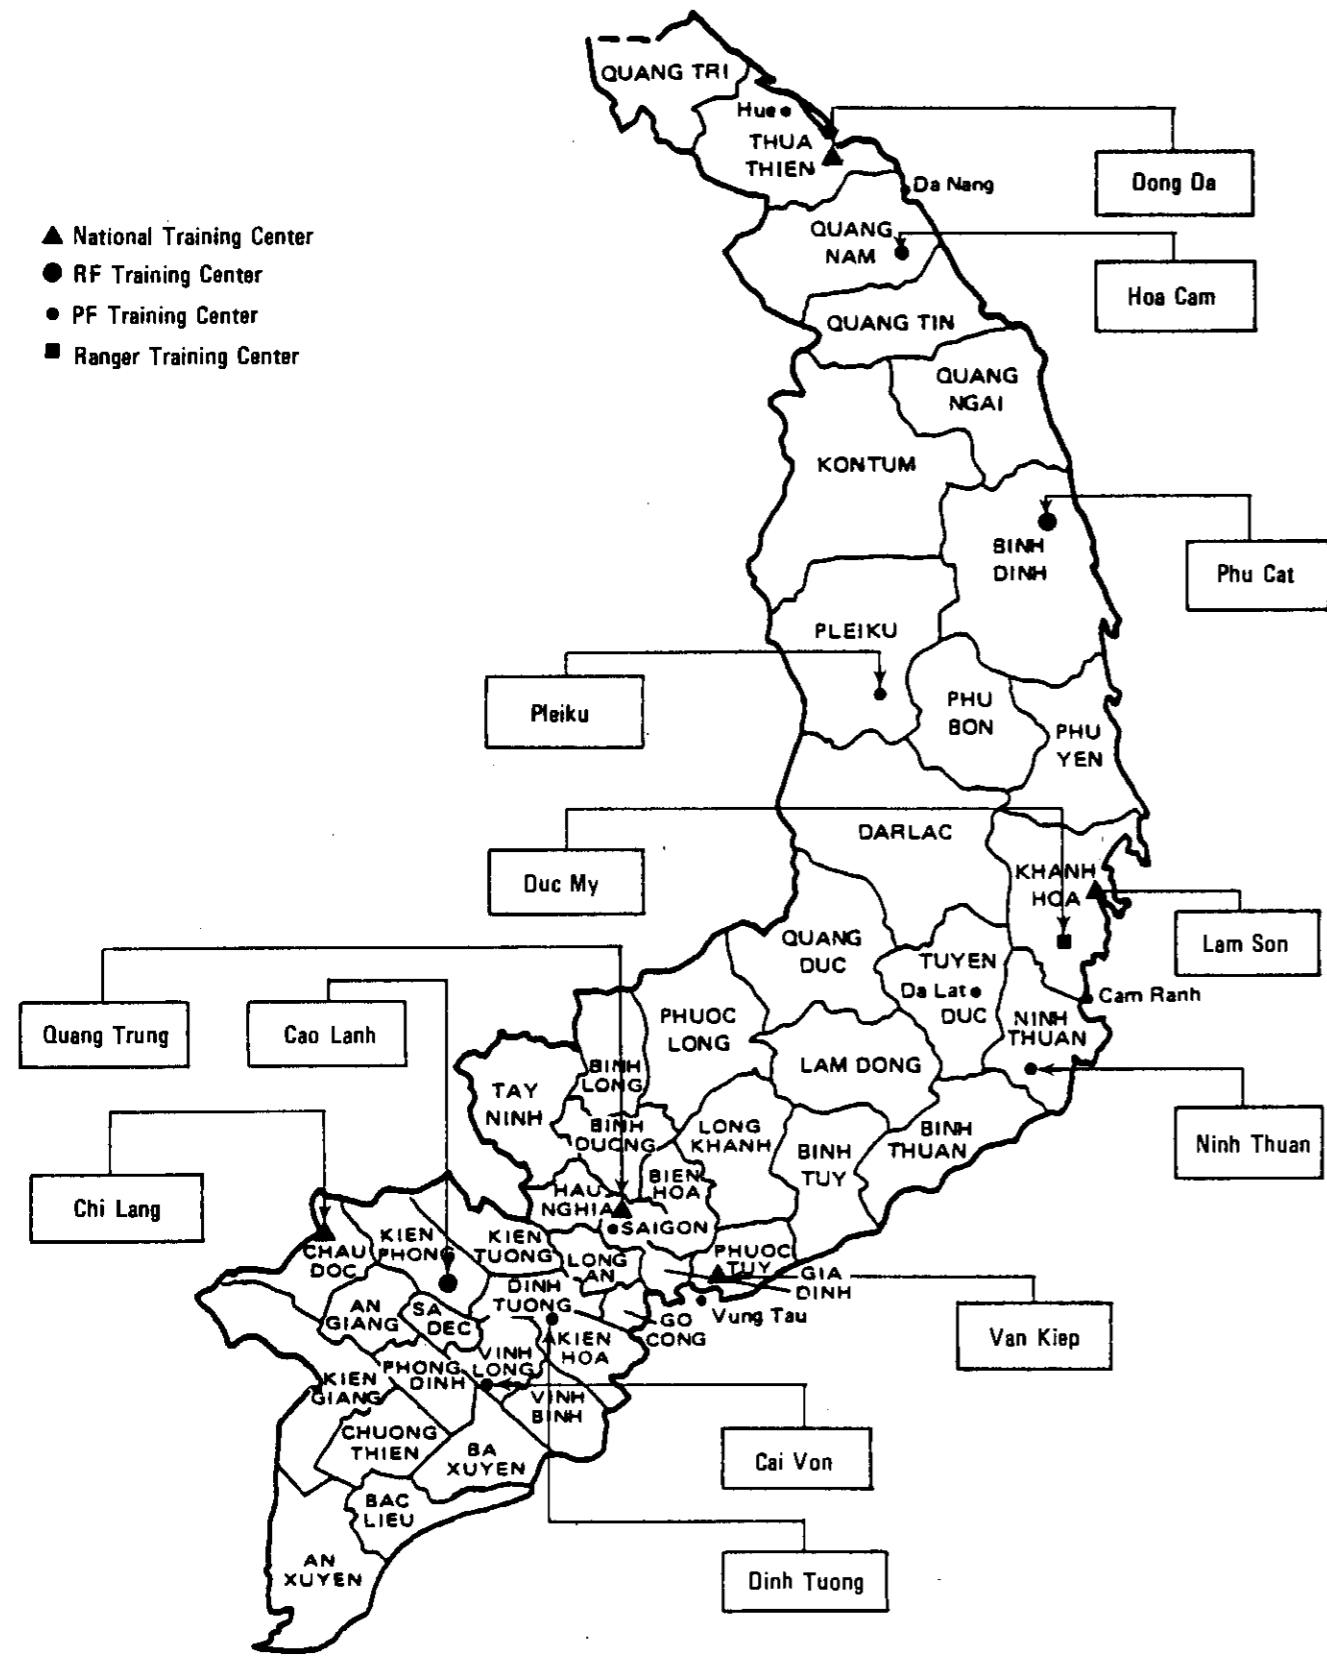 QUANG TRI
Hue
THUA
THIEN
Dong Da
Da Nang
National Training Center
RF Training Center
PF Training Center
Ranger Training Center
QUANG
NAM
Hoa Cam
QUANG TIN
QUANG
NGAI
KONTUM
BINH
DINH
Phu Cat
PLEIKU
Pleiku
PHU
BON
PHU
YEN
DARLAC
Duc My
KHANH
HOA
Lam Son
QUANG
DUC
TUYEN
DUC
Da Lat
Cam Ranh
NINH
THUAN
Quang Trung
Cao Lanh
PHUOC
LONG
LAM DONG
BINH
LONG
TAY
NINH
BINH
DUONG
LONG
KHANH
BINH
TUY
BINH
THUAN
Ninh Thuan
Chi Lang
HAU
NGHIA
BIEN
HOA
SAIGON
CHAU
DOC
KIEN
PHONG
KIEN
TUONG
LONG
AN
PHUOC
TUY
GIA
DINH
Vung Tau
Van Kiep
AN
GIANG
SA
DEC
DINH
TUONG
GO
CONG
KIEN
HOA
KIEN
GIANG
PHONG
DINH
VINH
LONG
VINH
BINH
CHUONG
THIEN
BA
XUYEN
Cai Von
BAC
LIEU
AN
XUYEN
Dinh Tuong